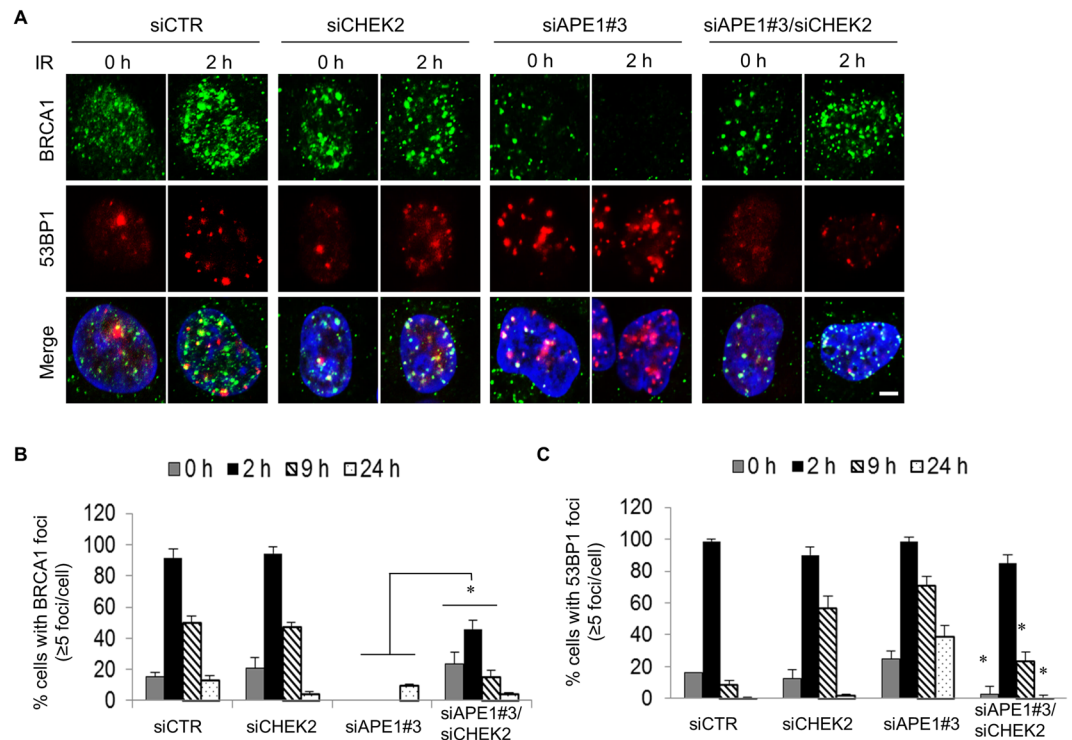 A
siCTR siCHEK2 siAPE1#3 siAPE1#3/siCHEK2
IR 0 h 2 h 0 h 2 h 0 h 2 h 0 h 2 h
BRCA1
53BP1
Merge
B
0 h 2 h 9 h 24 h
% cells with BRCA1 foci
(≥5 foci/cell)
120
100
80
60
40
20
0
*
siCTR siCHEK2 siAPE1#3 siAPE1#3/
siCHEK2
C
0 h 2 h 9 h 24 h
% cells with 53BP1 foci
(≥5 foci/cell)
120
100
80
60
40
20
0
* * *
siCTR siCHEK2 siAPE1#3 siAPE1#3/
siCHEK2